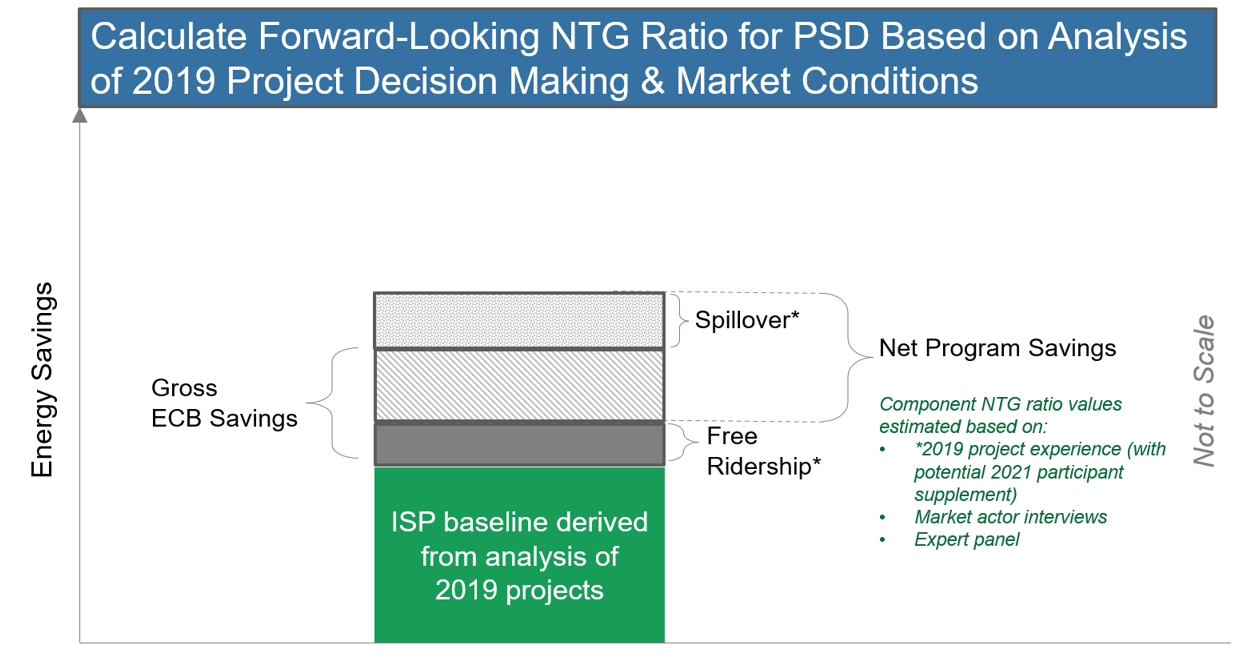 Calculate Forward-Looking NTG Ratio for PSD Based on Analysis
of 2019 Project Decision Making & Market Conditions
Energy Savings
Gross
ECB Savings
Spillover*
Free
Ridership*
ISP baseline derived
from analysis of
2019 projects
Net Program Savings
Component NTG ratio values
estimated based on:
• *2019 project experience (with
potential 2021 participant
supplement)
• Market actor interviews
• Expert panel
Not to Scale